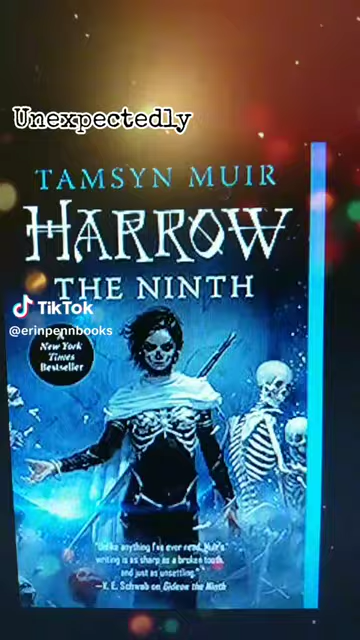 Unexpectedly
TAMSYN MUIR
HARROW
THE NINTH
TikTok
@erinpennbooks
New York
Times
Bestseller
"Unlike anything I've ever read. Muir's
writing is as sharp as a broken tooth,
and just as unsettling."
—V. E. Schwab on Gideon the Ninth